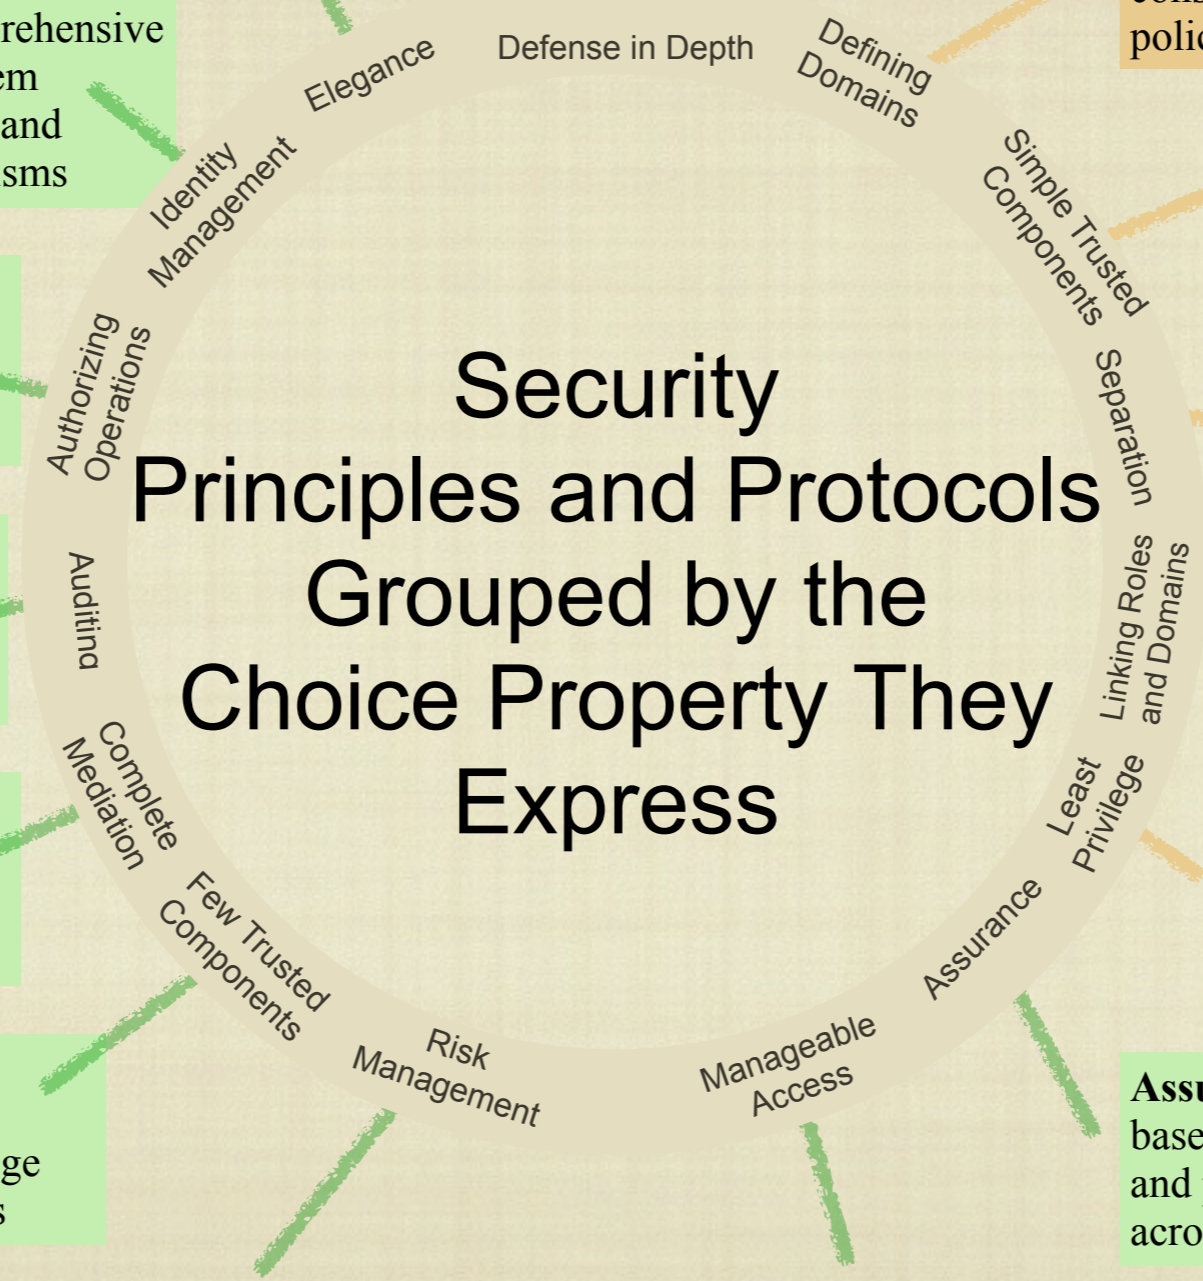 rehensive
em
and
isms
Elegance
Defense in Depth
Defining
Domains
polic
Identity
Management
Simple Trusted
Components
Authorizing
Operations
Separation
Security
Principles and Protocols
Grouped by the
Choice Property They
Express
Auditing
Linking Roles
and Domains
Complete
Mediation
Least
Privilege
Few Trusted
Components
Assurance
Risk
Management
Manageable
Access
ge
s
Assu
base
and
acro